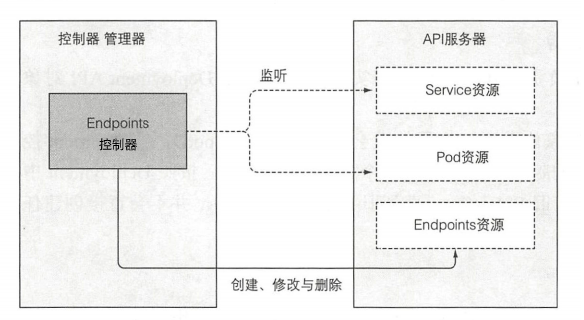 控制器 管理器
API服务器
监听
Service资源
Endpoints
控制器
Pod资源
Endpoints资源
创建、修改与删除